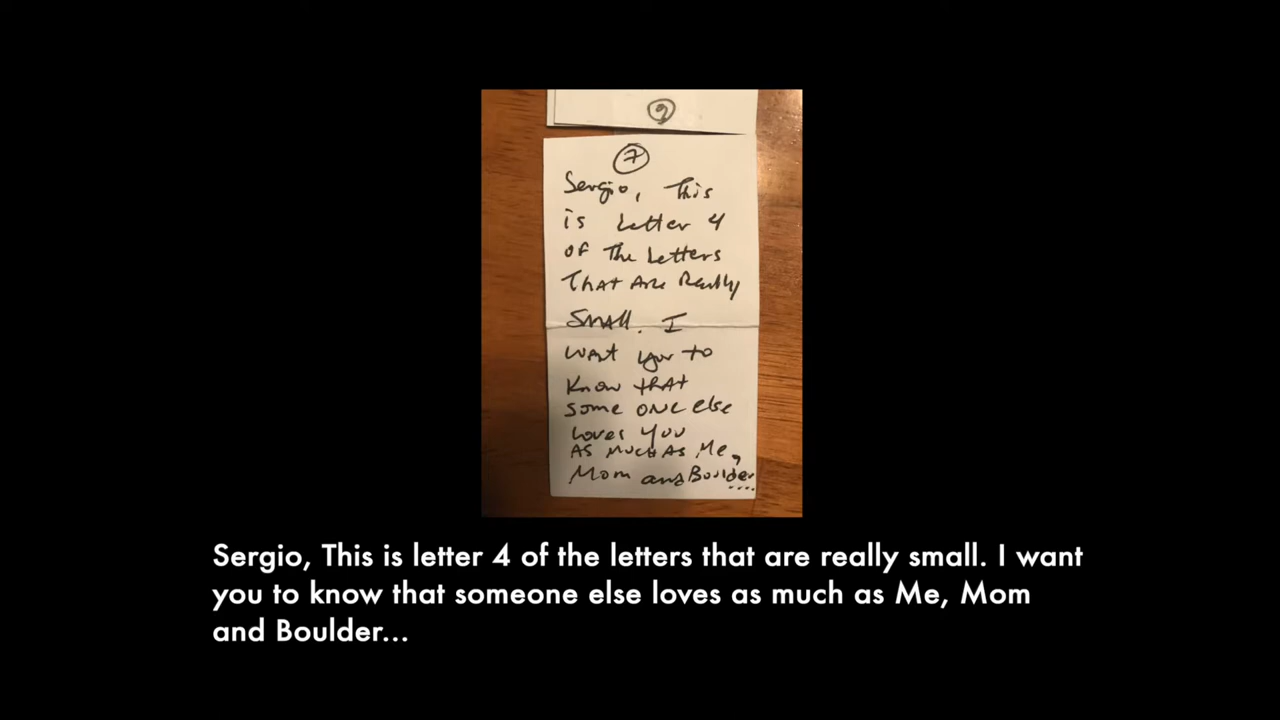 9
7
Sergio, This
is Letter 4
of The Letters
That Are Really
Small. I
want you to
Know that
some one else
Loves You
As much As Me,
Mom and Boulder....
Sergio, This is letter 4 of the letters that are really small. I want
you to know that someone else loves as much as Me, Mom
and Boulder...